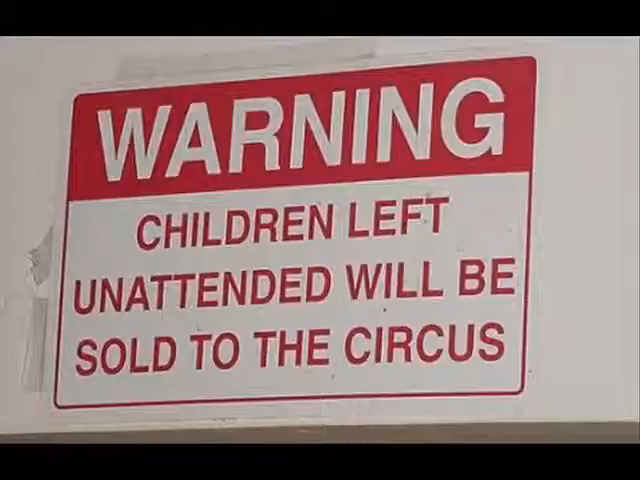 WARNING
CHILDREN LEFT
UNATTENDED WILL BE
SOLD TO THE CIRCUS